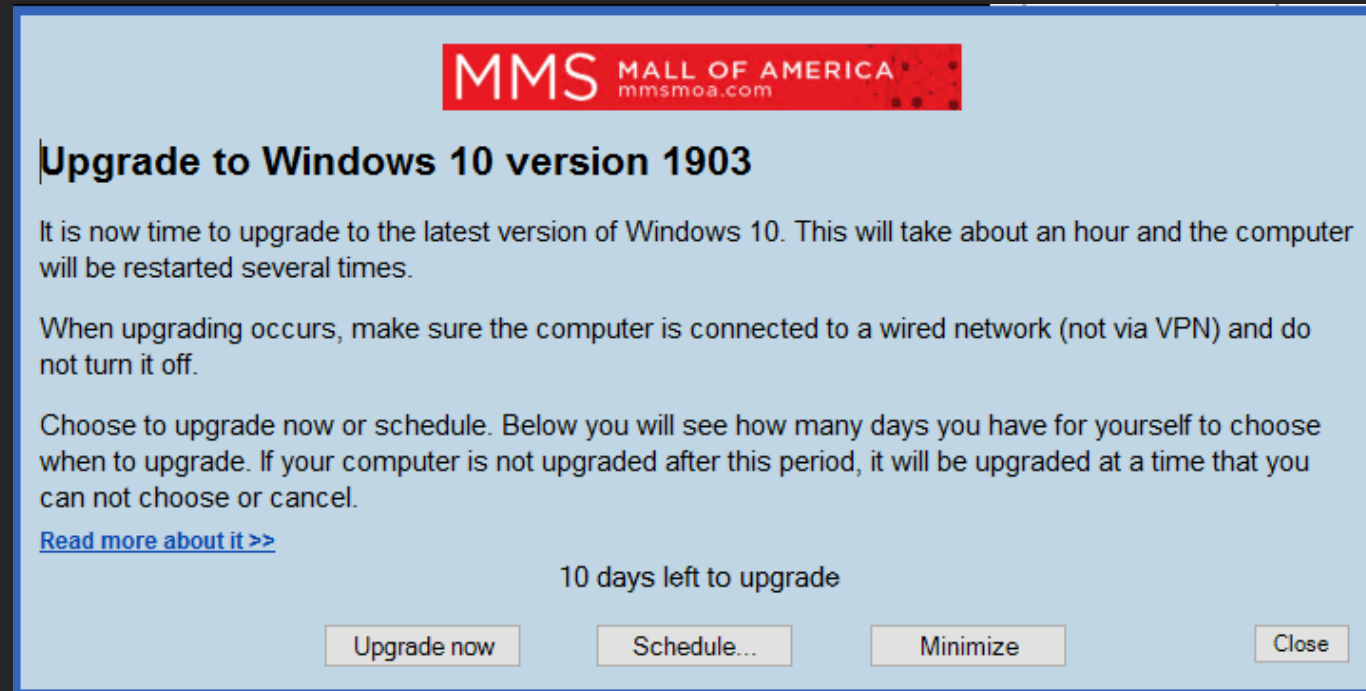 MMS MALL OF AMERICA
mmsmoa.com
Upgrade to Windows 10 version 1903
It is now time to upgrade to the latest version of Windows 10. This will take about an hour and the computer
will be restarted several times.
When upgrading occurs, make sure the computer is connected to a wired network (not via VPN) and do
not turn it off.
Choose to upgrade now or schedule. Below you will see how many days you have for yourself to choose
when to upgrade. If your computer is not upgraded after this period, it will be upgraded at a time that you
can not choose or cancel.
Read more about it >>
10 days left to upgrade
Upgrade now Schedule... Minimize Close